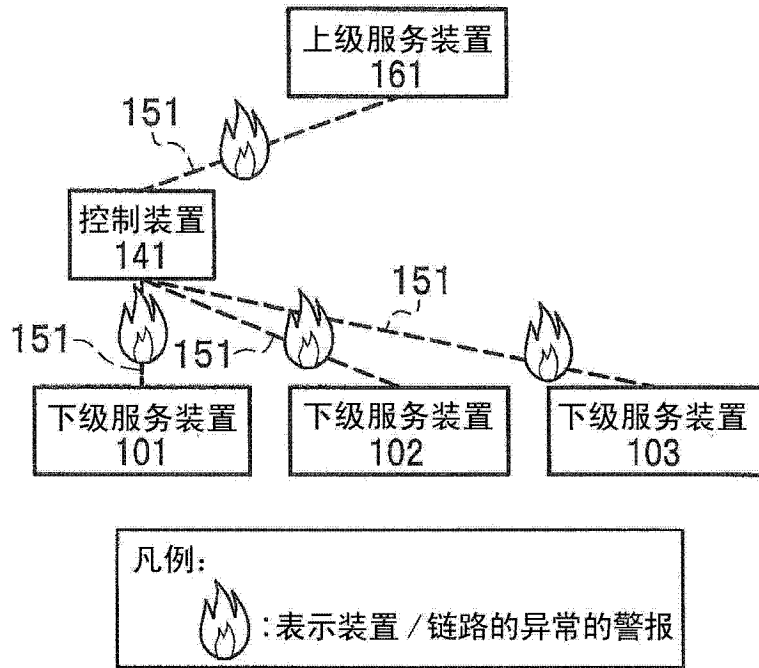 上级服务装置
161
151
控制装置
141
151
151
151
下级服务装置
101
下级服务装置
102
下级服务装置
103
凡例：
：表示装置／链路的异常的警报